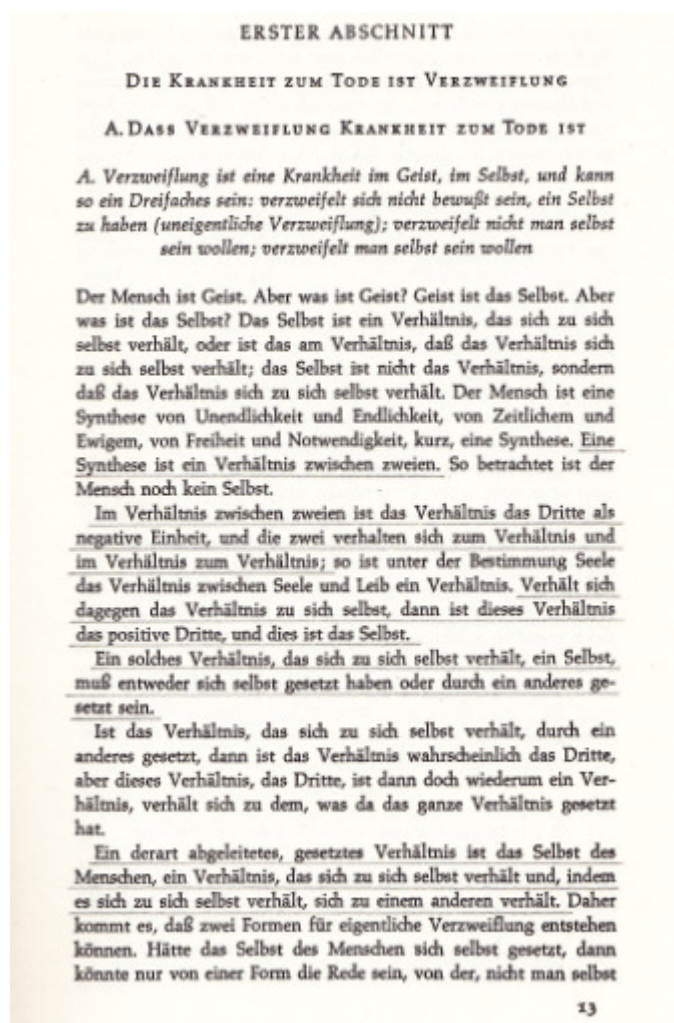 ERSTER ABSCHNITT
DIE KRANKHEIT ZUM TODE IST VERZWEIFLUNG
A. DASS VERZWEIFLUNG KRANKHEIT ZUM TODE IST
A. Verzweiflung ist eine Krankheit im Geist, im Selbst, und kann
so ein Dreifaches sein: verzweifelt sich nicht bewußt sein, ein Selbst
zu haben (uneigentliche Verzweiflung); verzweifelt nicht man selbst
sein wollen; verzweifelt man selbst sein wollen
Der Mensch ist Geist. Aber was ist Geist? Geist ist das Selbst. Aber
was ist das Selbst? Das Selbst ist ein Verhältnis, das sich zu sich
selbst verhält, oder ist das am Verhältnis, daß das Verhältnis sich
zu sich selbst verhält; das Selbst ist nicht das Verhältnis, sondern
daß das Verhältnis sich zu sich selbst verhält. Der Mensch ist eine
Synthese von Unendlichkeit und Endlichkeit, von Zeitlichem und
Ewigem, von Freiheit und Notwendigkeit, kurz, eine Synthese. Eine
Synthese ist ein Verhältnis zwischen zweien. So betrachtet ist der
Mensch noch kein Selbst.
Im Verhältnis zwischen zweien ist das Verhältnis das Dritte als
negative Einheit, und die zwei verhalten sich zum Verhältnis und
im Verhältnis zum Verhältnis; so ist unter der Bestimmung Seele
das Verhältnis zwischen Seele und Leib ein Verhältnis. Verhält sich
dagegen das Verhältnis zu sich selbst, dann ist dieses Verhältnis
das positive Dritte, und dies ist das Selbst.
Ein solches Verhältnis, das sich zu sich selbst verhält, ein Selbst,
muß entweder sich selbst gesetzt haben oder durch ein anderes ge-
setzt sein.
Ist das Verhältnis, das sich zu sich selbst verhält, durch ein
anderes gesetzt, dann ist das Verhältnis wahrscheinlich das Dritte,
aber dieses Verhältnis, das Dritte, ist dann doch wiederum ein Ver-
hältnis, verhält sich zu dem, was da das ganze Verhältnis gesetzt
hat.
Ein derart abgeleitetes, gesetztes Verhältnis ist das Selbst des
Menschen, ein Verhältnis, das sich zu sich selbst verhält und, indem
es sich zu sich selbst verhält, sich zu einem anderen verhält. Daher
kommt es, daß zwei Formen für eigentliche Verzweiflung entstehen
können. Hätte das Selbst des Menschen sich selbst gesetzt, dann
könnte nur von einer Form die Rede sein, von der, nicht man selbst
13